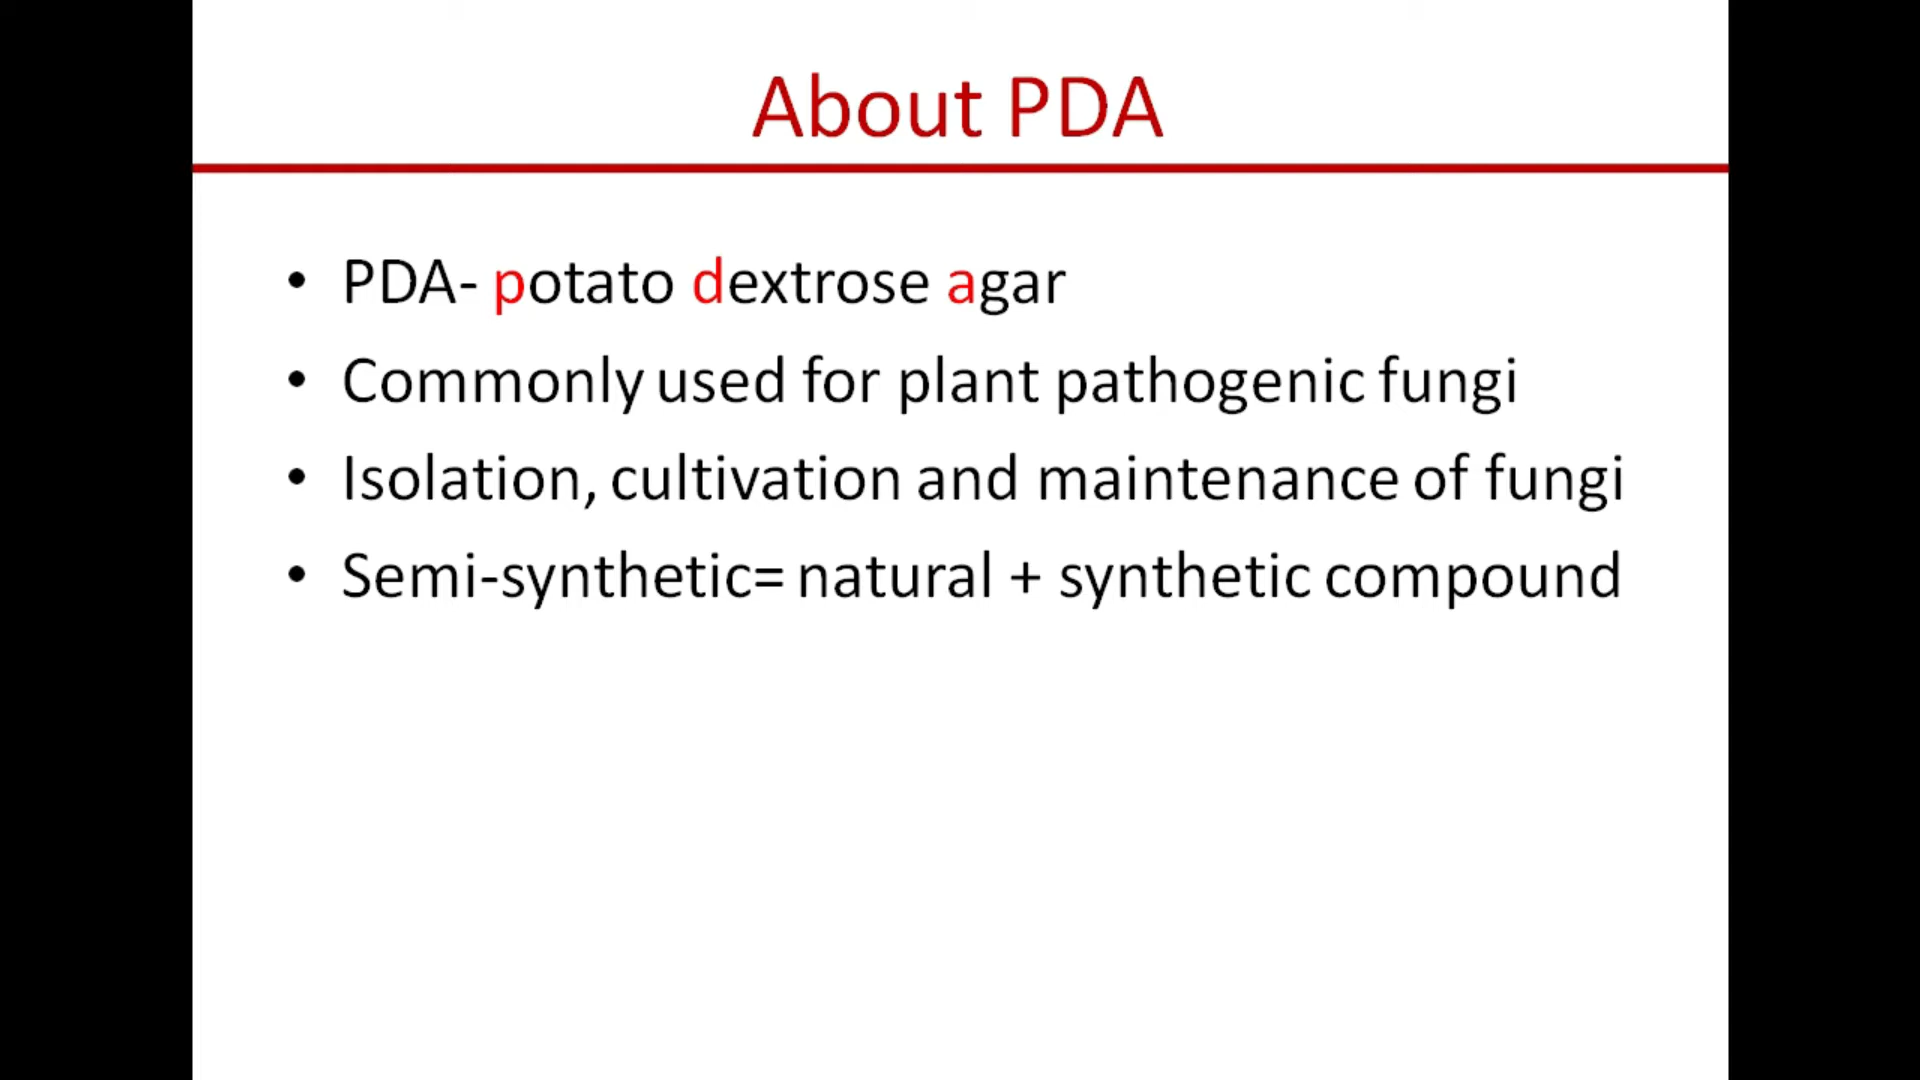 About PDA
• PDA- potato dextrose agar
• Commonly used for plant pathogenic fungi
• Isolation, cultivation and maintenance of fungi
• Semi-synthetic= natural + synthetic compound